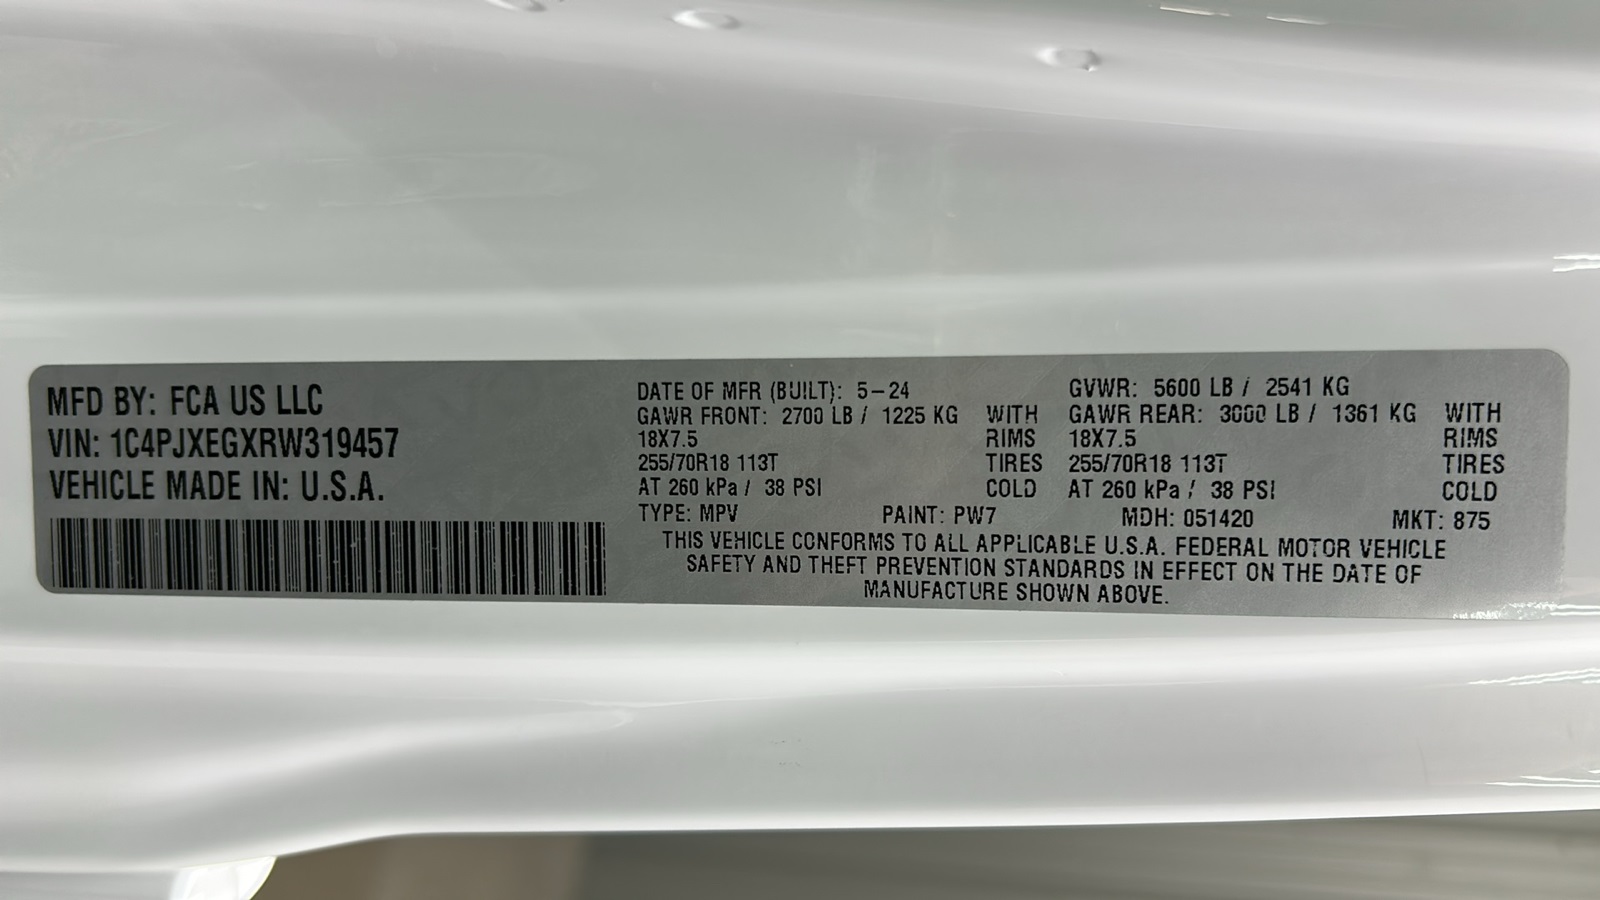 MFD BY: FCA US LLC
VIN: 1C4PJXEGXRW319457
VEHICLE MADE IN: U.S.A.
DATE OF MFR (BUILT): 5-24 GVWR: 5600 LB / 2541 KG
GAWR FRONT: 2700 LB / 1225 KG WITH GAWR REAR: 3000 LB / 1361 KG WITH
18X7.5 RIMS 18X7.5 RIMS
255/70R18 113T TIRES 255/70R18 113T TIRES
AT 260 kPa / 38 PSI COLD AT 260 kPa / 38 PSI COLD
TYPE: MPV PAINT: PW7 MDH: 051420 MKT: 875
THIS VEHICLE CONFORMS TO ALL APPLICABLE U.S.A. FEDERAL MOTOR VEHICLE
SAFETY AND THEFT PREVENTION STANDARDS IN EFFECT ON THE DATE OF
MANUFACTURE SHOWN ABOVE.